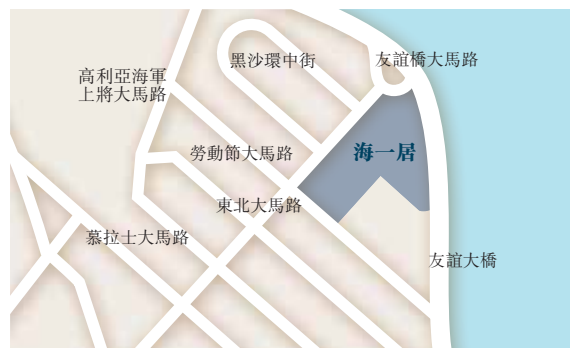 黑沙環中街
友誼橋大馬路
高利亞海軍
上將大馬路
勞動節大馬路
海一居
東北大馬路
慕拉士大馬路
友誼大橋